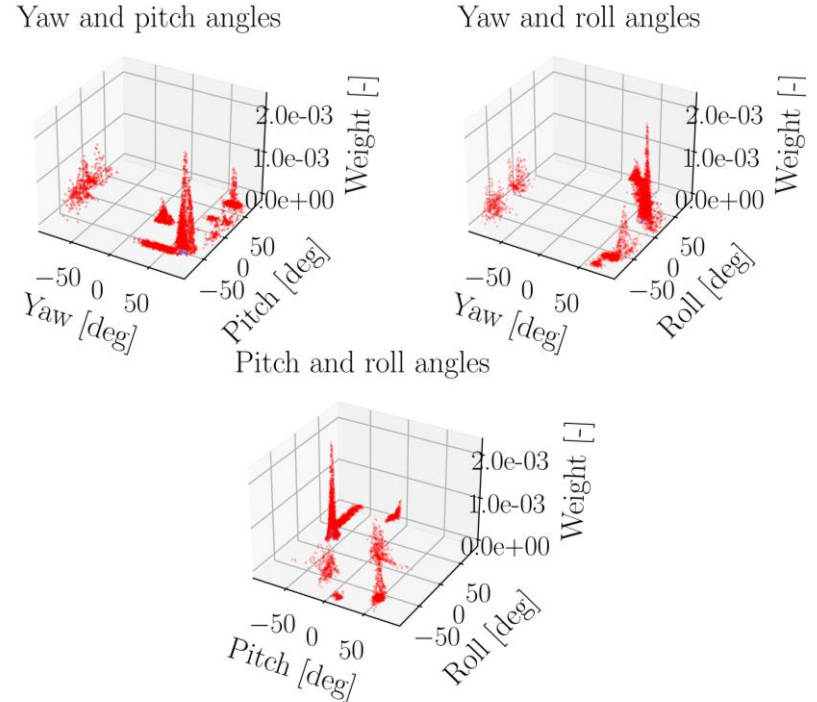 Yaw and pitch angles
2.0e-03
1.0e-03
0.0e+00
Weight [-]
−50
0
50
Yaw [deg]
−50
0
50
Pitch [deg]
Yaw and roll angles
2.0e-03
1.0e-03
0.0e+00
Weight [-]
−50
0
50
Yaw [deg]
−50
0
50
Roll [deg]
Pitch and roll angles
2.0e-03
1.0e-03
0.0e+00
Weight [-]
−50
0
50
Pitch [deg]
−50
0
50
Roll [deg]